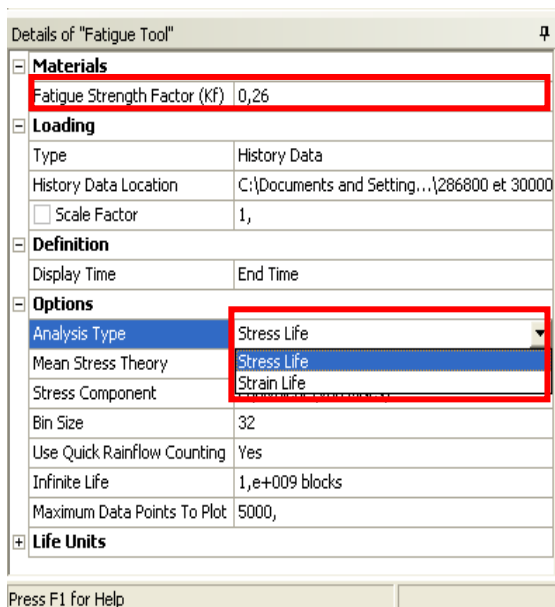 Details of "Fatigue Tool"
Materials
Fatigue Strength Factor (Kf) 0,26
Loading
Type History Data
History Data Location C:\Documents and Setting...\286800 et 30000
Scale Factor 1,
Definition
Display Time End Time
Options
Analysis Type Stress Life
Mean Stress Theory Stress Life
Strain Life
Stress Component
Bin Size 32
Use Quick Rainflow Counting Yes
Infinite Life 1,e+009 blocks
Maximum Data Points To Plot 5000,
Life Units
Press F1 for Help